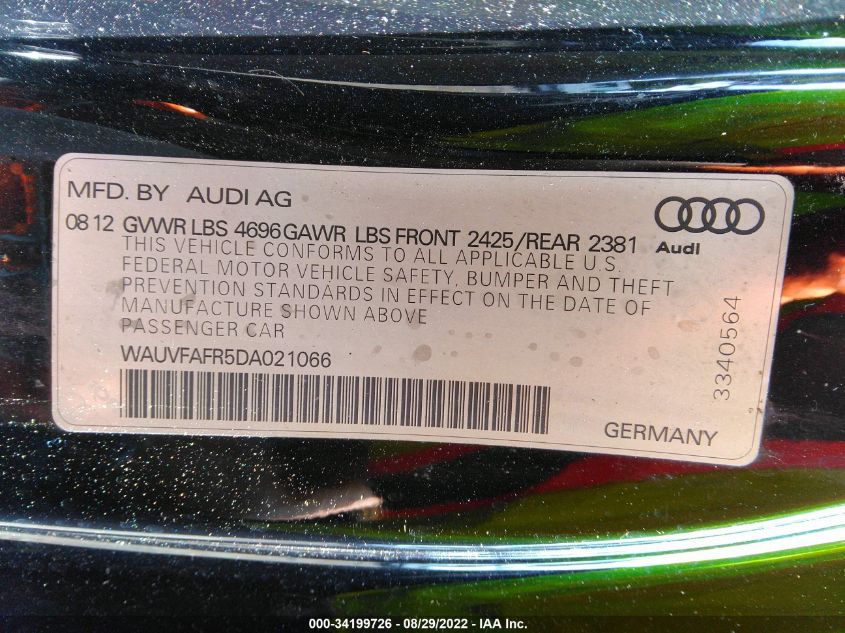 MFD. BY AUDI AG
08 12 GVWR LBS 4696 GAWR LBS FRONT 2425/REAR 2381
THIS VEHICLE CONFORMS TO ALL APPLICABLE U.S.
FEDERAL MOTOR VEHICLE SAFETY, BUMPER AND THEFT
PREVENTION STANDARDS IN EFFECT ON THE DATE OF
MANUFACTURE SHOWN ABOVE
PASSENGER CAR
WAUVFAFR5DA021066
Audi
3340564
GERMANY
000-34199726 - 08/29/2022 - IAA Inc.